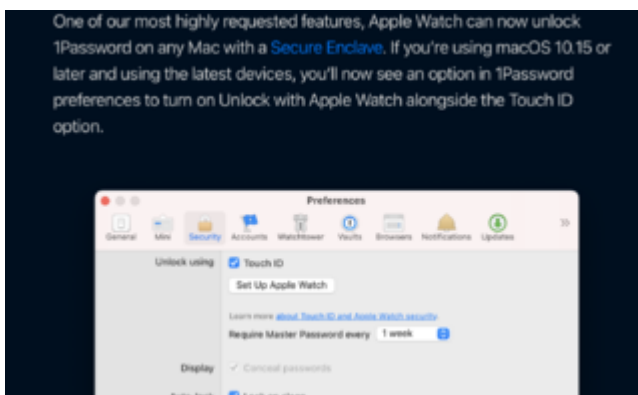 One of our most highly requested features, Apple Watch can now unlock
1Password on any Mac with a Secure Enclave. If you're using macOS 10.15 or
later and using the latest devices, you'll now see an option in 1Password
preferences to turn on Unlock with Apple Watch alongside the Touch ID
option.
Preferences
General Mini Security Accounts Watchtower Vaults Browsers Notifications Updates
Unlock using Touch ID
Set Up Apple Watch
Learn more about Touch ID and Apple Watch security.
Require Master Password every 1 week
Display Conceal passwords